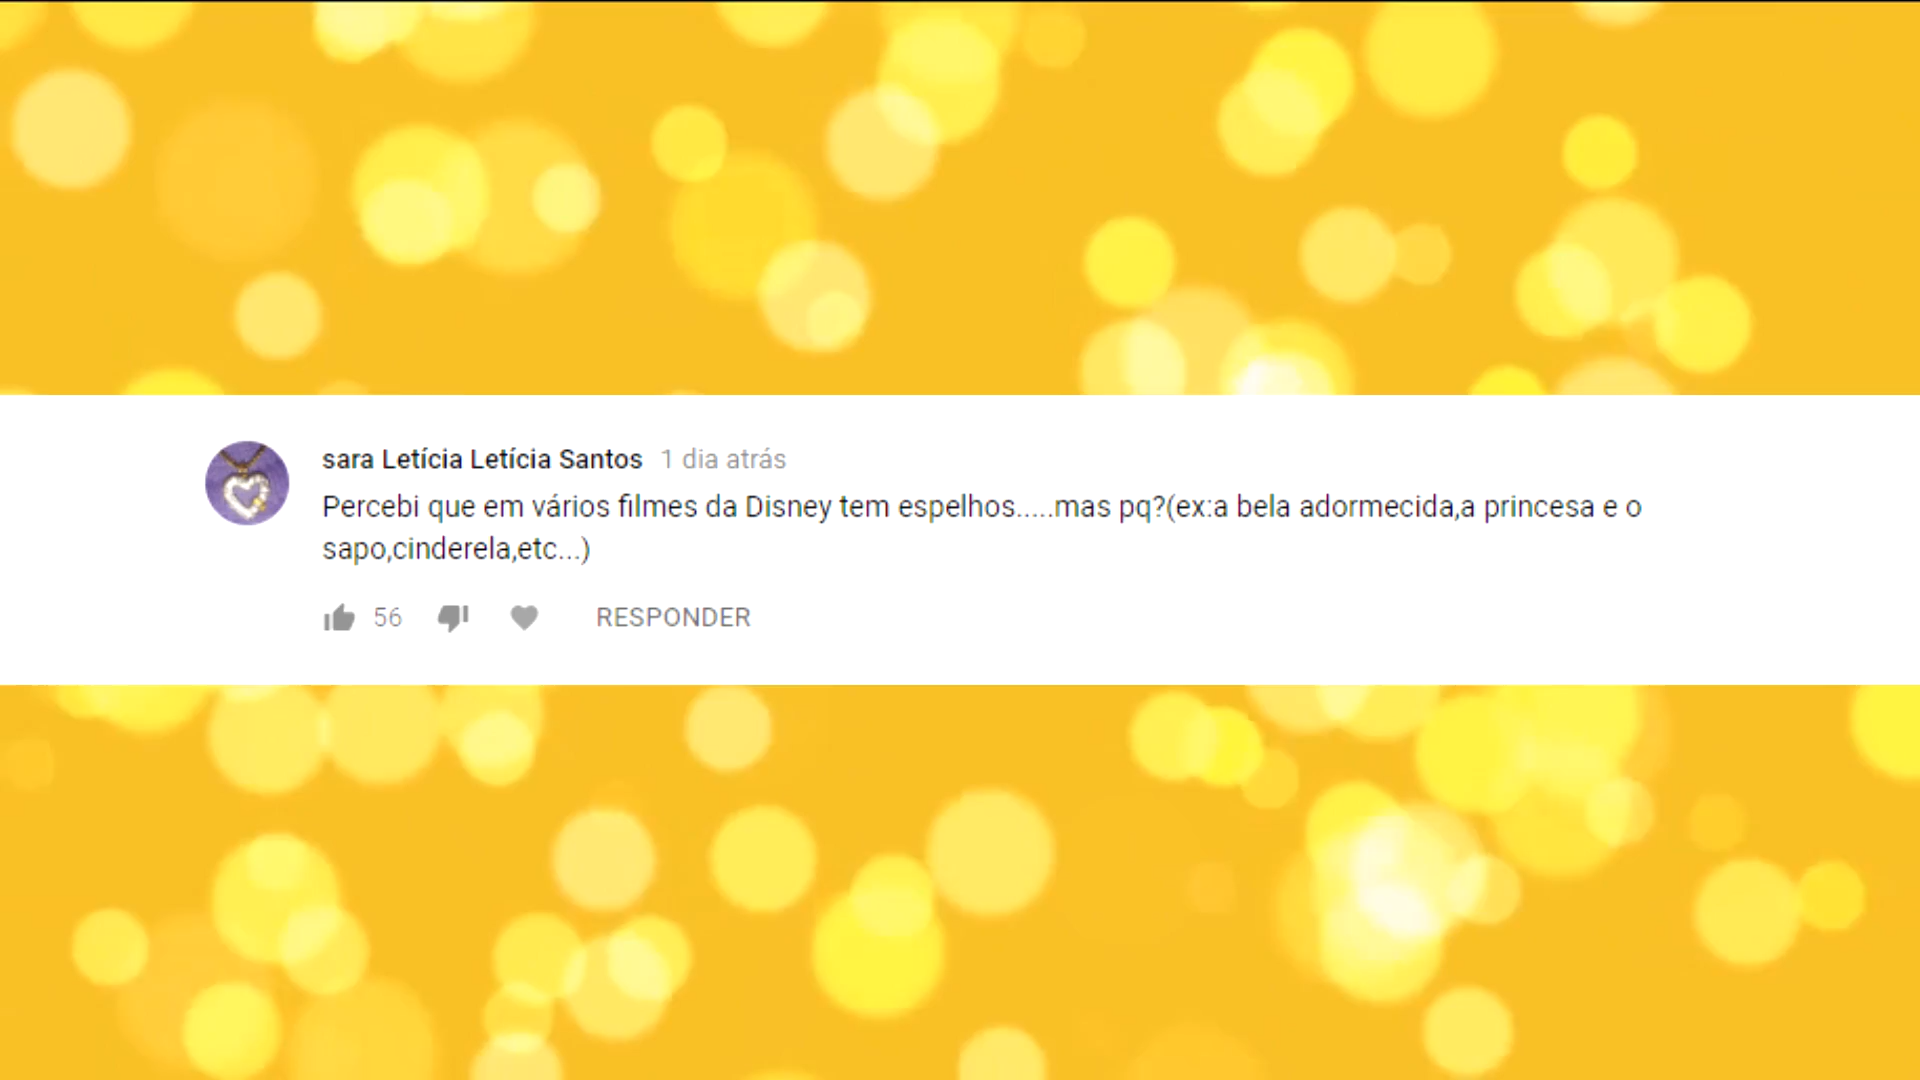 sara Letícia Letícia Santos 1 dia atrás
Percebi que em vários filmes da Disney tem espelhos.....mas pq?(ex:a bela adormecida,a princesa e o
sapo,cinderela,etc...)
56 RESPONDER